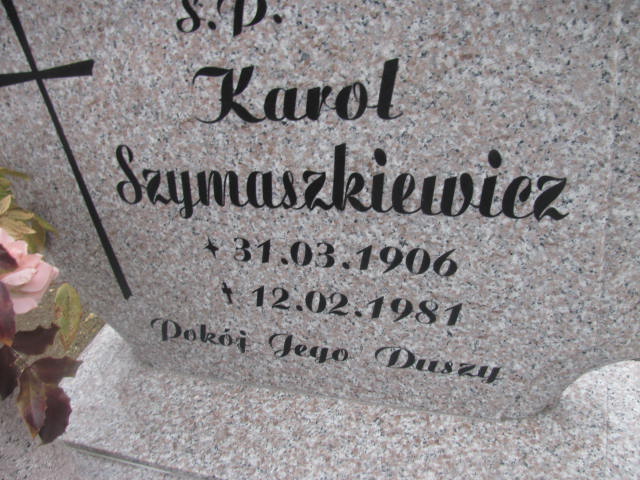 ś.p.
Karol
Szymaszkiewicz
* 31.03.1906
† 12.02.1981
Pokój Jego Duszy